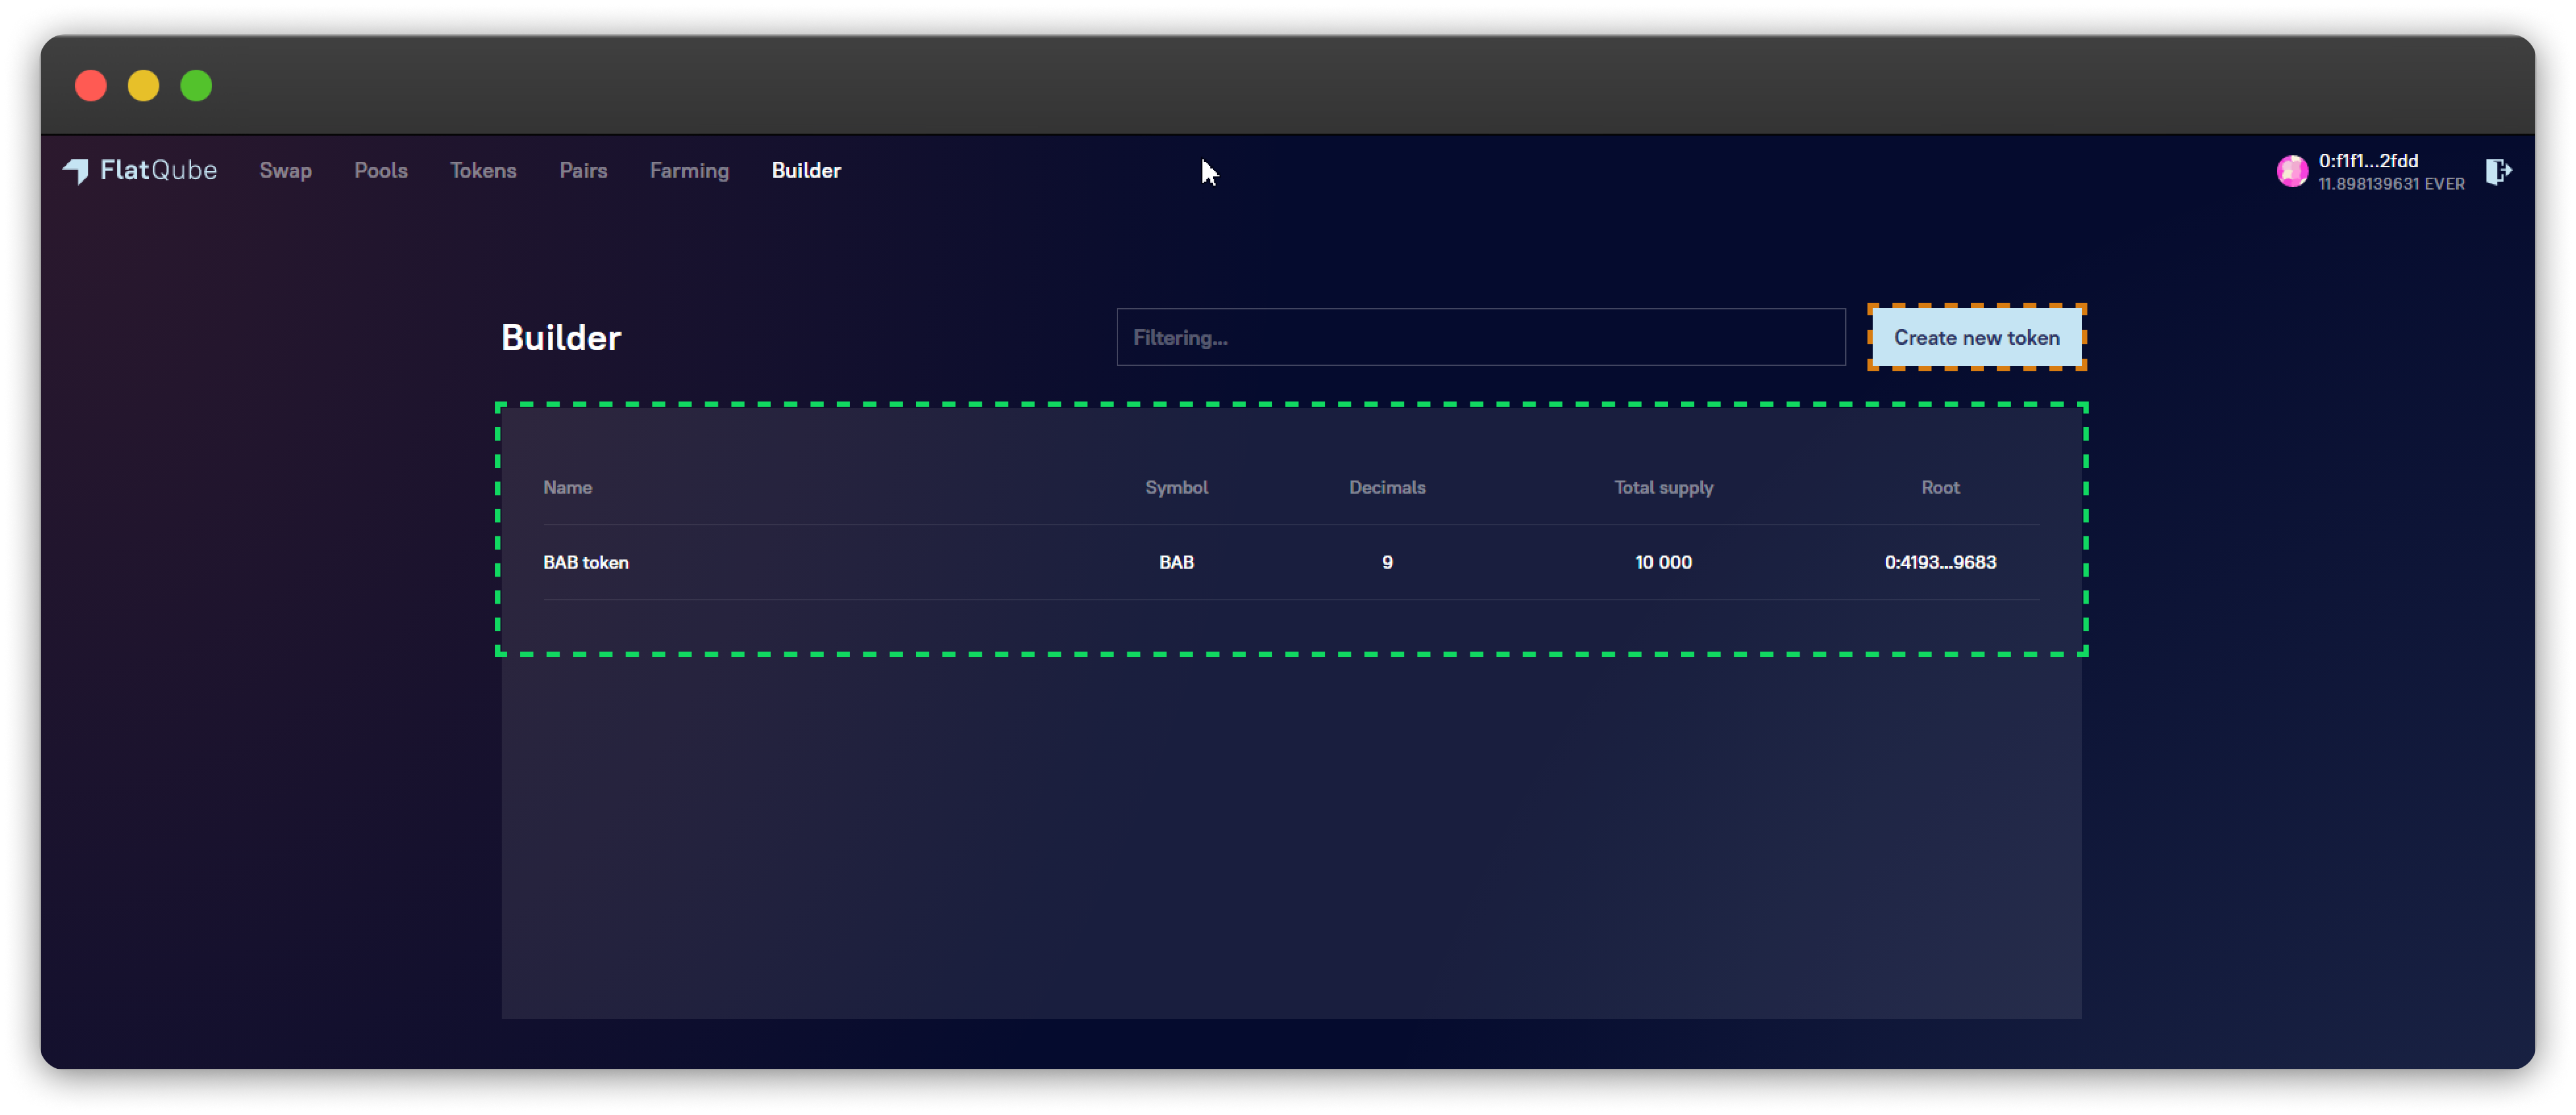 FlatQube Swap Pools Tokens Pairs Farming Builder 0:f1f1...2fdd
11.898139631 EVER
Builder Filtering... Create new token
Name Symbol Decimals Total supply Root
BAB token BAB 9 10 000 0:4193...9683